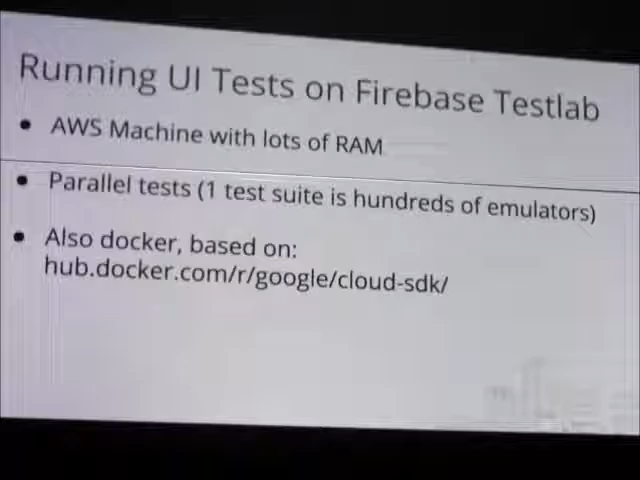 Running UI Tests on Firebase Testlab
• AWS Machine with lots of RAM
• Parallel tests (1 test suite is hundreds of emulators)
• Also docker, based on:
hub.docker.com/r/google/cloud-sdk/